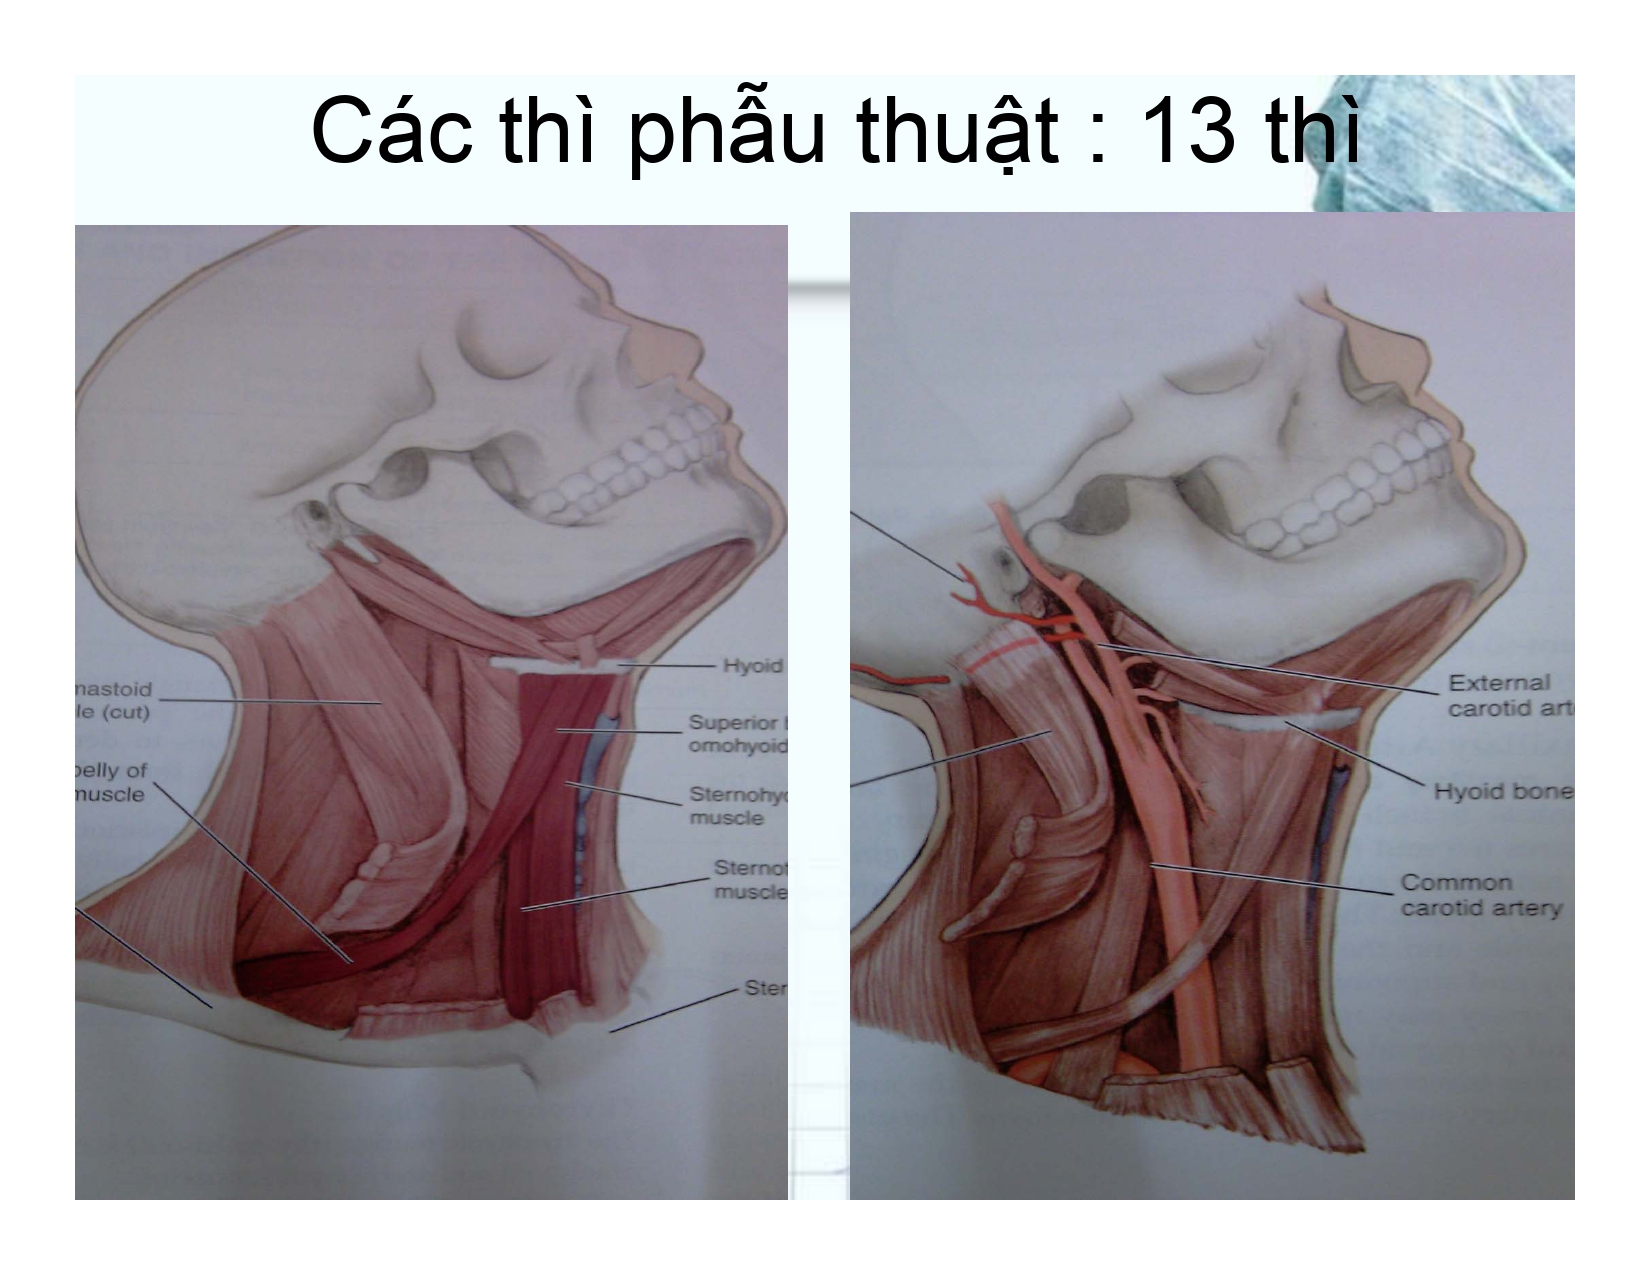 Các thì phẫu thuật : 13 thì
mastoid
le (cut)
belly of
muscle
Hyoid
Superior
omohyoid
Sternohyo
muscle
Sternot
muscle
Ster
External
carotid art
Hyoid bone
Common
carotid artery